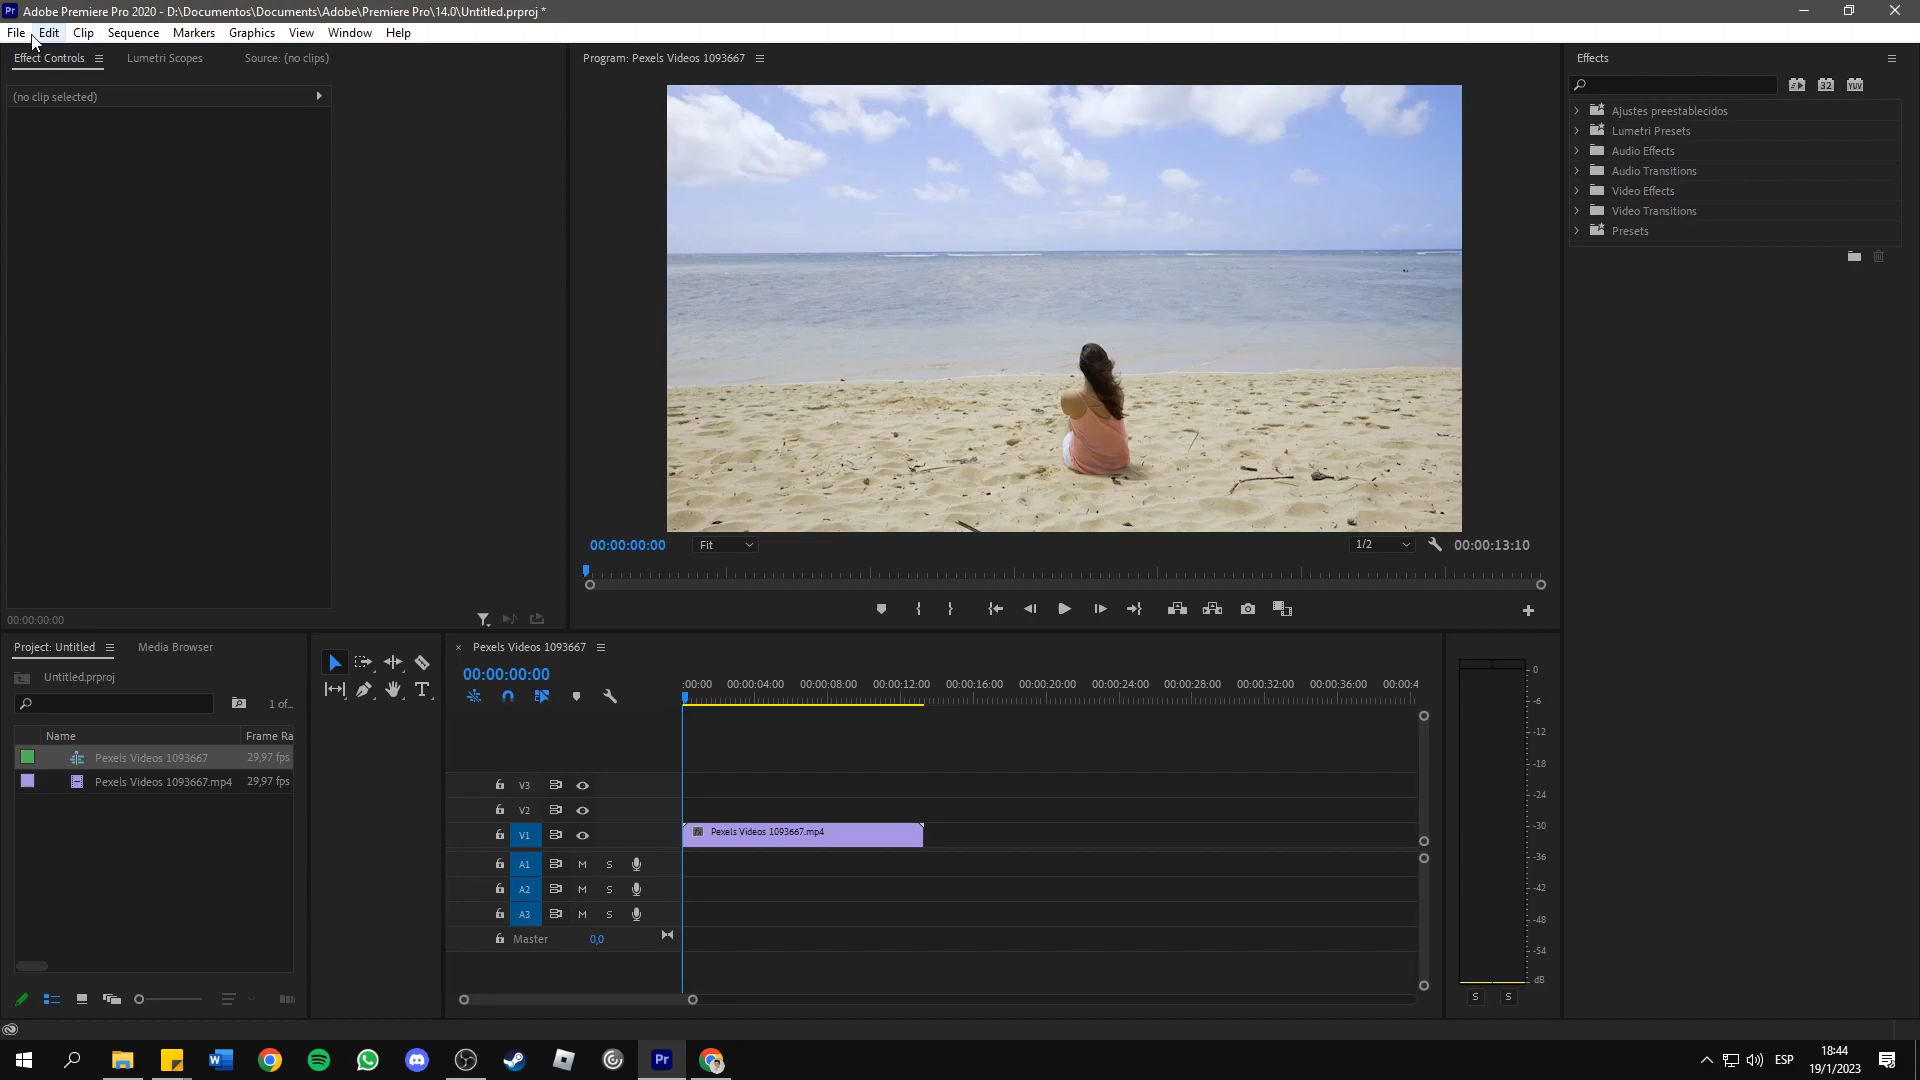 Adobe Premiere Pro 2020 - D:\Documentos\Documents\Adobe\Premiere Pro\14.0\Untitled.prproj *
File Edit Clip Sequence Markers Graphics View Window Help
Effect Controls Lumetri Scopes Source: (no clips)
(no clip selected)
00:00:00:00
Program: Pexels Videos 1093667
00:00:00:00 Fit 1/2 00:00:13:10
Effects
32 YUV
Ajustes preestablecidos
Lumetri Presets
Audio Effects
Audio Transitions
Video Effects
Video Transitions
Presets
Project: Untitled Media Browser
Untitled.prproj
1 of...
Name Frame Ra
Pexels Videos 1093667 29,97 fps
Pexels Videos 1093667.mp4 29,97 fps
× Pexels Videos 1093667
00:00:00:00
:00:00 00:00:04:00 00:00:08:00 00:00:12:00 00:00:16:00 00:00:20:00 00:00:24:00 00:00:28:00 00:00:32:00 00:00:36:00 00:00:4
V3
V2
V1 fx Pexels Videos 1093667.mp4
A1 M S
A2 M S
A3 M S
Master 0,0
0
-6
-12
-18
-24
-30
-36
-42
-48
-54
dB
S S
ESP
18:44
19/1/2023